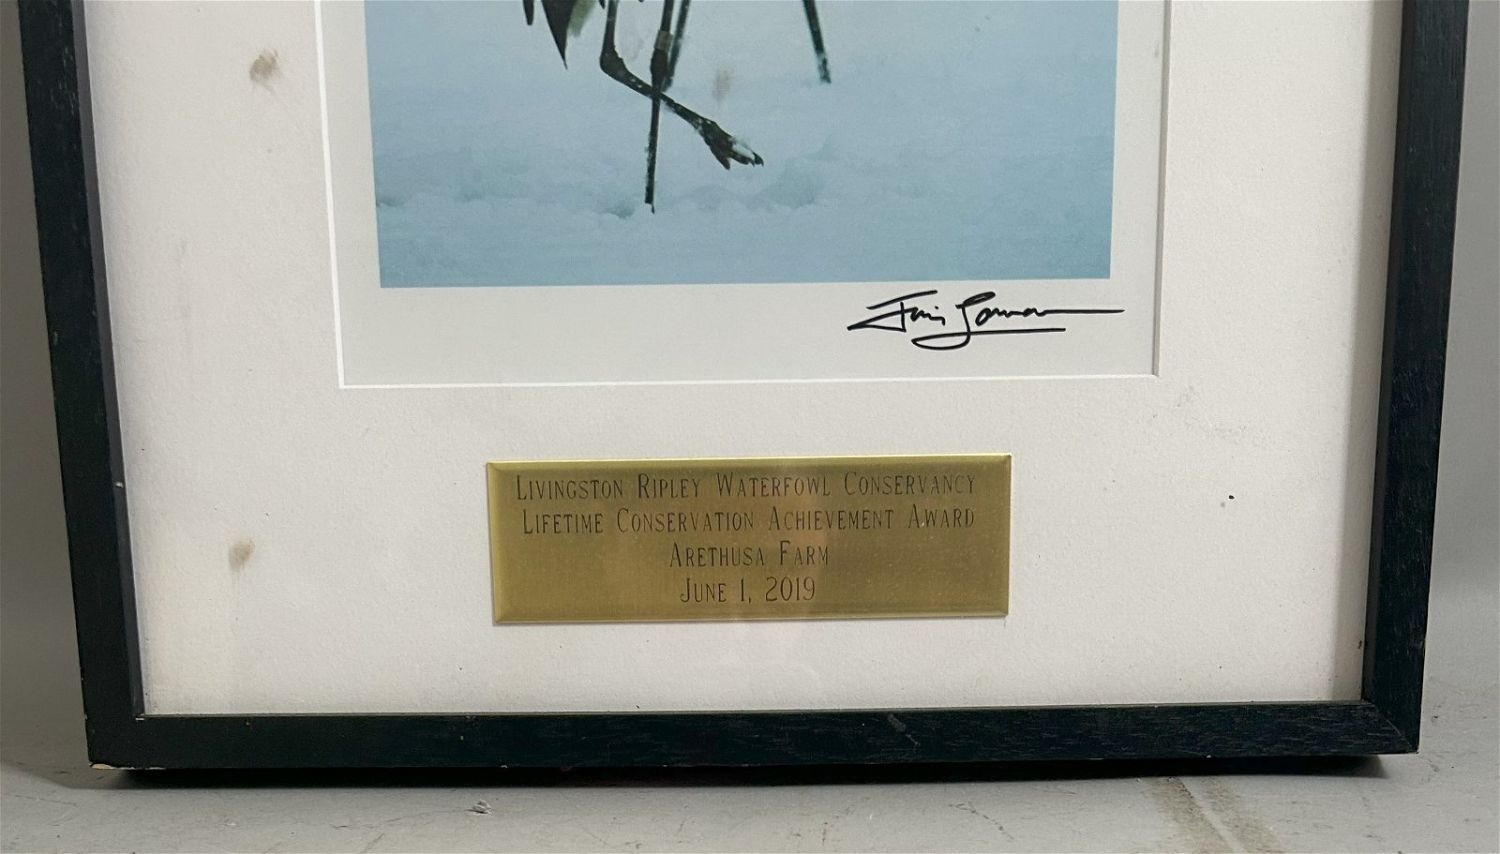 Livingston Ripley Waterfowl Conservancy
Lifetime Conservation Achievement Award
Arethusa Farm
June 1, 2019